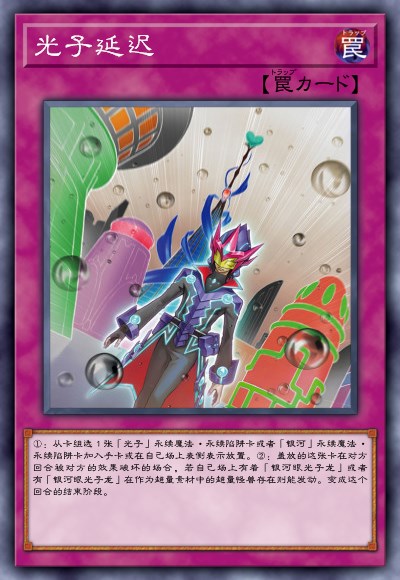 光子延迟
罠
トラップ
【罠カード】
トラップ
①：从卡组选1张「光子」永续魔法·永续陷阱卡或者「银河」永续魔法·
永续陷阱卡加入手卡或在自己场上表侧表示放置。②：盖放的这张卡在对方
回合被对方的效果破坏的场合，若自己场上有着「银河眼光子龙」或者
有「银河眼光子龙」在作为超量素材中的超量怪兽存在则能发动。变成这个
回合的结束阶段。